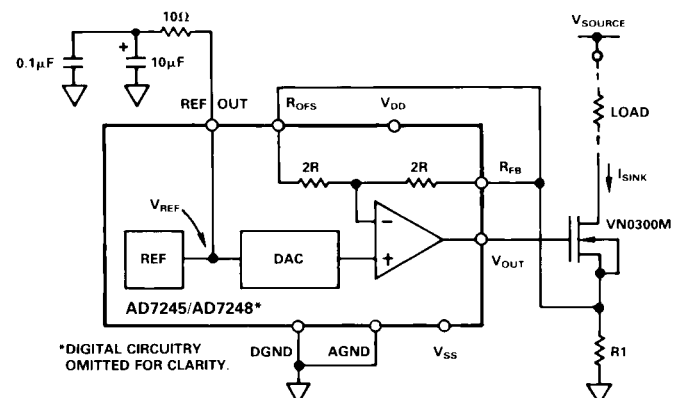 10Ω
V_SOURCE
0.1μF
+
10μF
REF OUT
R_OFS
V_DD
LOAD
2R
2R
R_FB
I_SINK
V_REF
VN0300M
−
REF
DAC
+
V_OUT
AD7245/AD7248*
*DIGITAL CIRCUITRY
OMITTED FOR CLARITY.
DGND
AGND
V_SS
R1